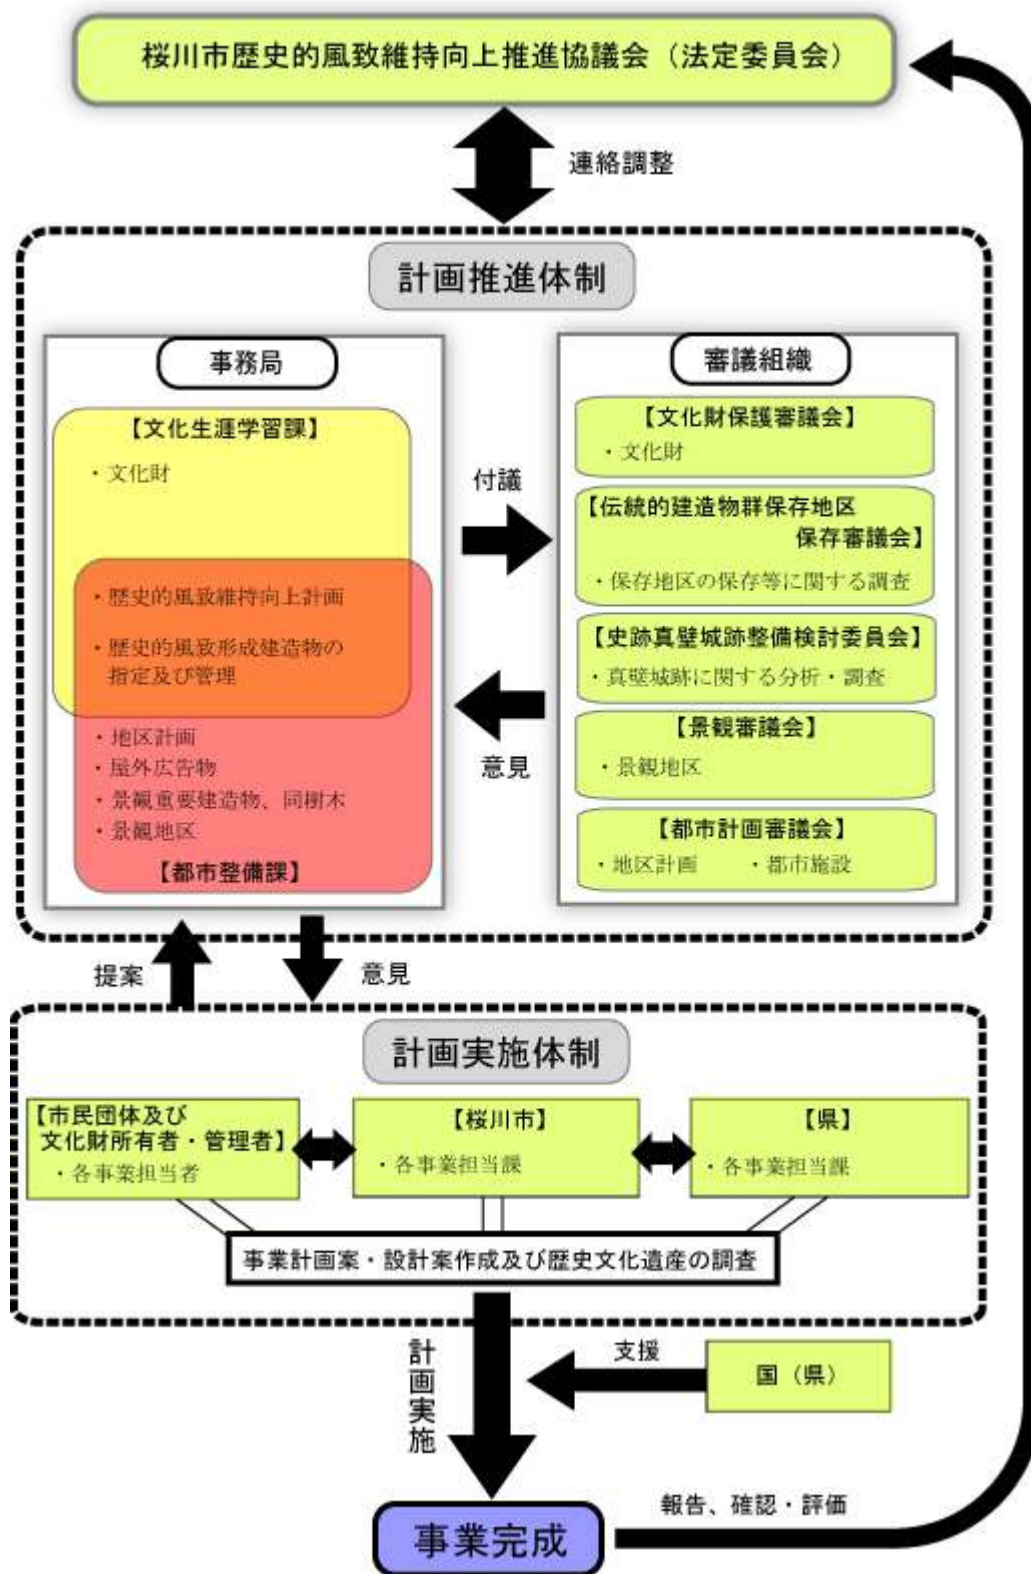 桜川市歴史的風致維持向上推進協議会（法定委員会）
連絡調整
計画推進体制
事務局
【文化生涯学習課】
・文化財
・歴史的風致維持向上計画
・歴史的風致形成建造物の
指定及び管理
・地区計画
・屋外広告物
・景観重要建造物、同樹木
・景観地区
【都市整備課】
付議
意見
審議組織
【文化財保護審議会】
・文化財
【伝統的建造物群保存地区
保存審議会】
・保存地区の保存等に関する調査
【史跡真壁城跡整備検討委員会】
・真壁城跡に関する分析・調査
【景観審議会】
・景観地区
【都市計画審議会】
・地区計画　・都市施設
提案
意見
計画実施体制
【市民団体及び
文化財所有者・管理者】
・各事業担当者
【桜川市】
・各事業担当課
【県】
・各事業担当課
事業計画案・設計案作成及び歴史文化遺産の調査
計画実施
支援
国（県）
報告、確認・評価
事業完成